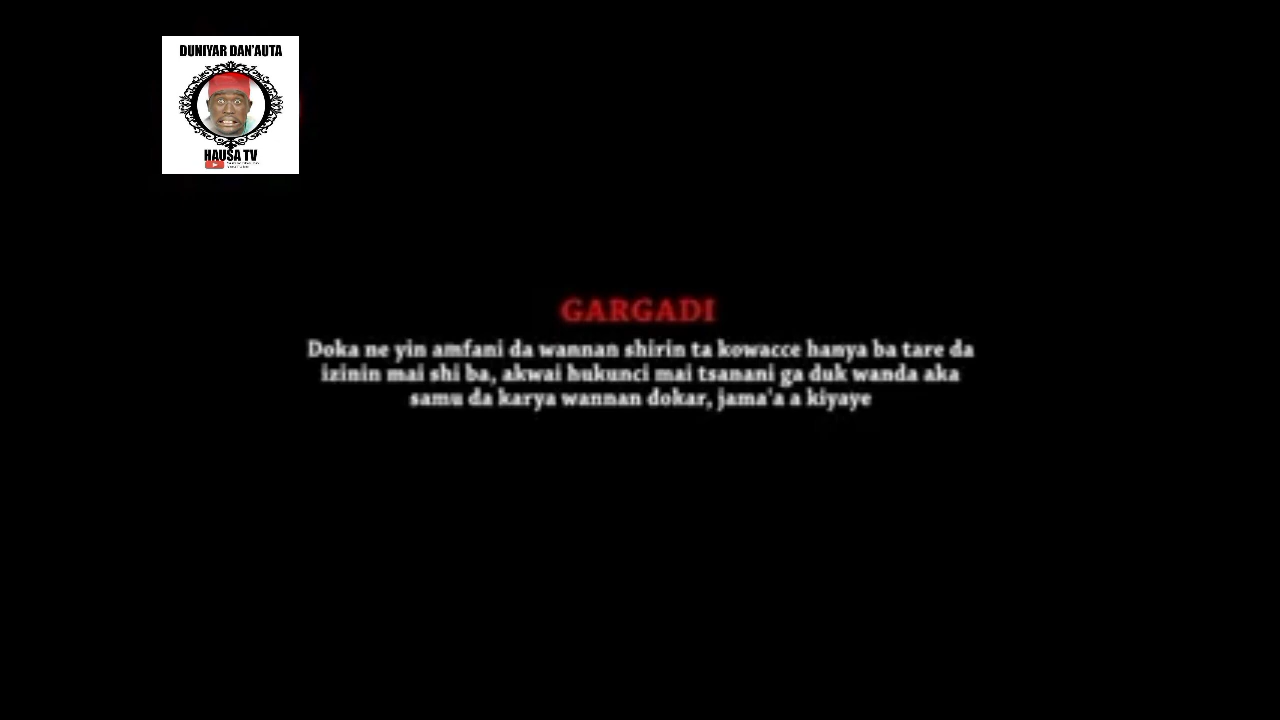 DUNIYAR DAN'AUTA
HAUSA TV
GARGADI
Doka ne yin amfani da wannan shirin ta kowacce hanya ba tare da
izinin mai shi ba, akwai hukunci mai tsanani ga duk wanda aka
samu da karya wannan dokar, jama'a a kiyaye